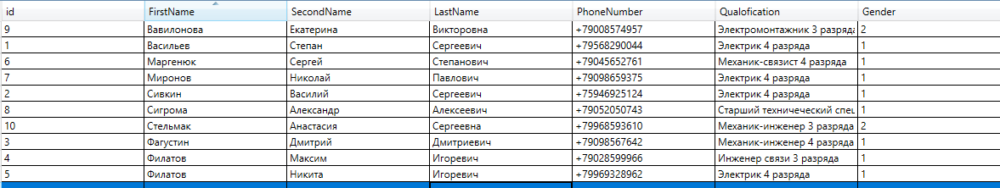 id FirstName SecondName LastName PhoneNumber Qualofication Gender
9 Вавилонова Екатерина Викторовна +79008574957 Электромонтажник 3 разряда 2
1 Васильев Степан Сергеевич +79568290044 Электрик 4 разряда 1
6 Маргенюк Сергей Степанович +79045652761 Механик-связист 4 разряда 1
7 Миронов Николай Павлович +79098659375 Электрик 4 разряда 1
2 Сивкин Василий Сергеевич +75946925124 Электрик 4 разряда 1
8 Сигрома Александр Алексеевич +79052050743 Старший техничеческий спец 1
10 Стельмак Анастасия Сергеевна +79968593610 Механик-инженер 3 разряда 2
3 Фагустин Дмитрий Дмитриевич +79098567642 Механик-инженер 4 разряда 1
4 Филатов Максим Игоревич +79028599966 Инженер связи 3 разряда 1
5 Филатов Никита Игоревич +79969328962 Электрик 4 разряда 1